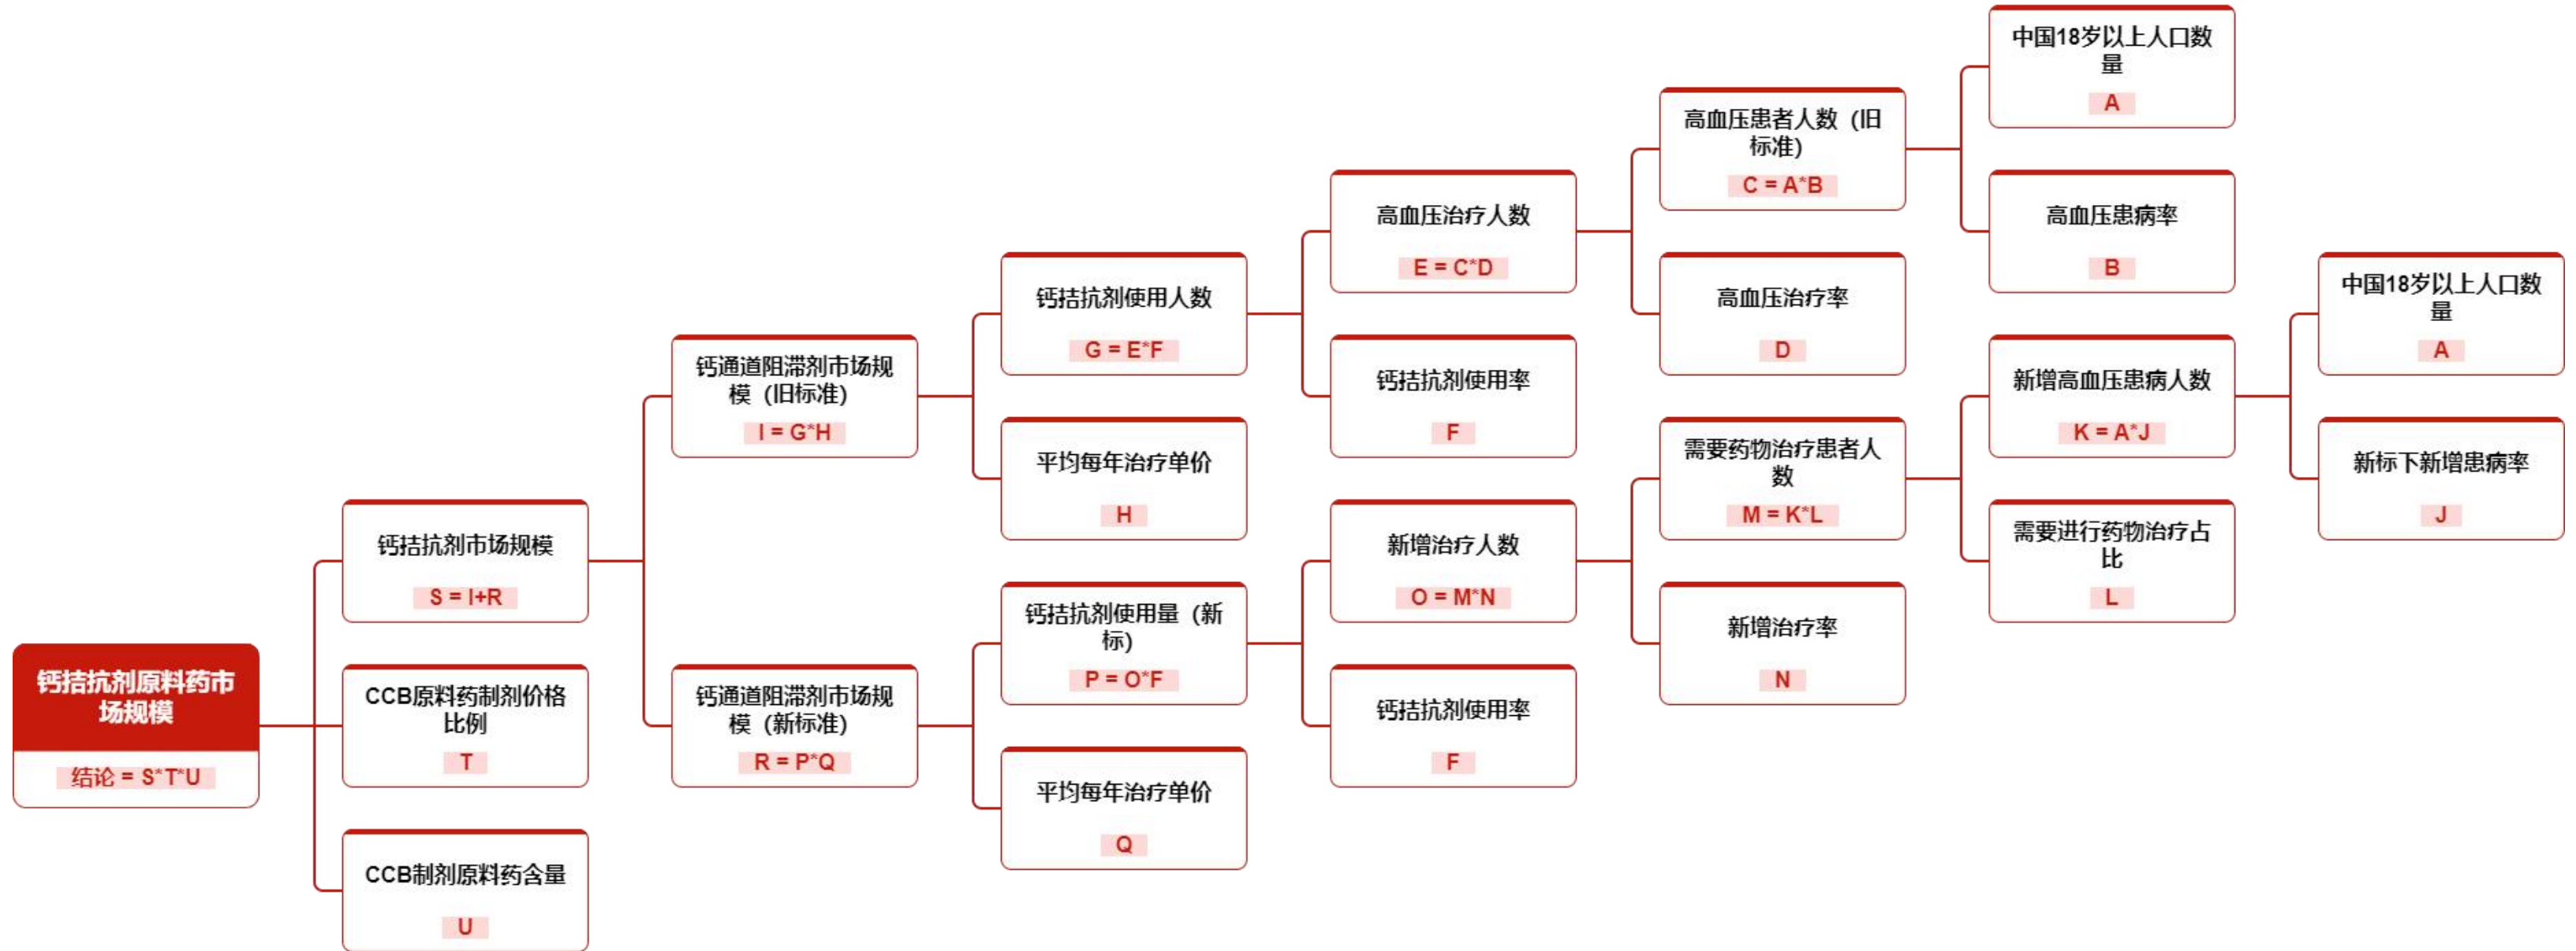 钙拮抗剂原料药市
场规模
结论 = S*T*U
钙拮抗剂市场规模
S = I+R
CCB原料药制剂价格
比例
T
CCB制剂原料药含量
U
钙通道阻滞剂市场规
模（旧标准）
I = G*H
钙通道阻滞剂市场规
模（新标准）
R = P*Q
钙拮抗剂使用人数
G = E*F
平均每年治疗单价
H
钙拮抗剂使用量（新
标）
P = O*F
平均每年治疗单价
Q
高血压治疗人数
E = C*D
钙拮抗剂使用率
F
新增治疗人数
O = M*N
钙拮抗剂使用率
F
高血压患者人数（旧
标准）
C = A*B
高血压治疗率
D
需要药物治疗患者人
数
M = K*L
新增治疗率
N
中国18岁以上人口数
量
A
高血压患病率
B
新增高血压患病人数
K = A*J
需要进行药物治疗占
比
L
中国18岁以上人口数
量
A
新标下新增患病率
J